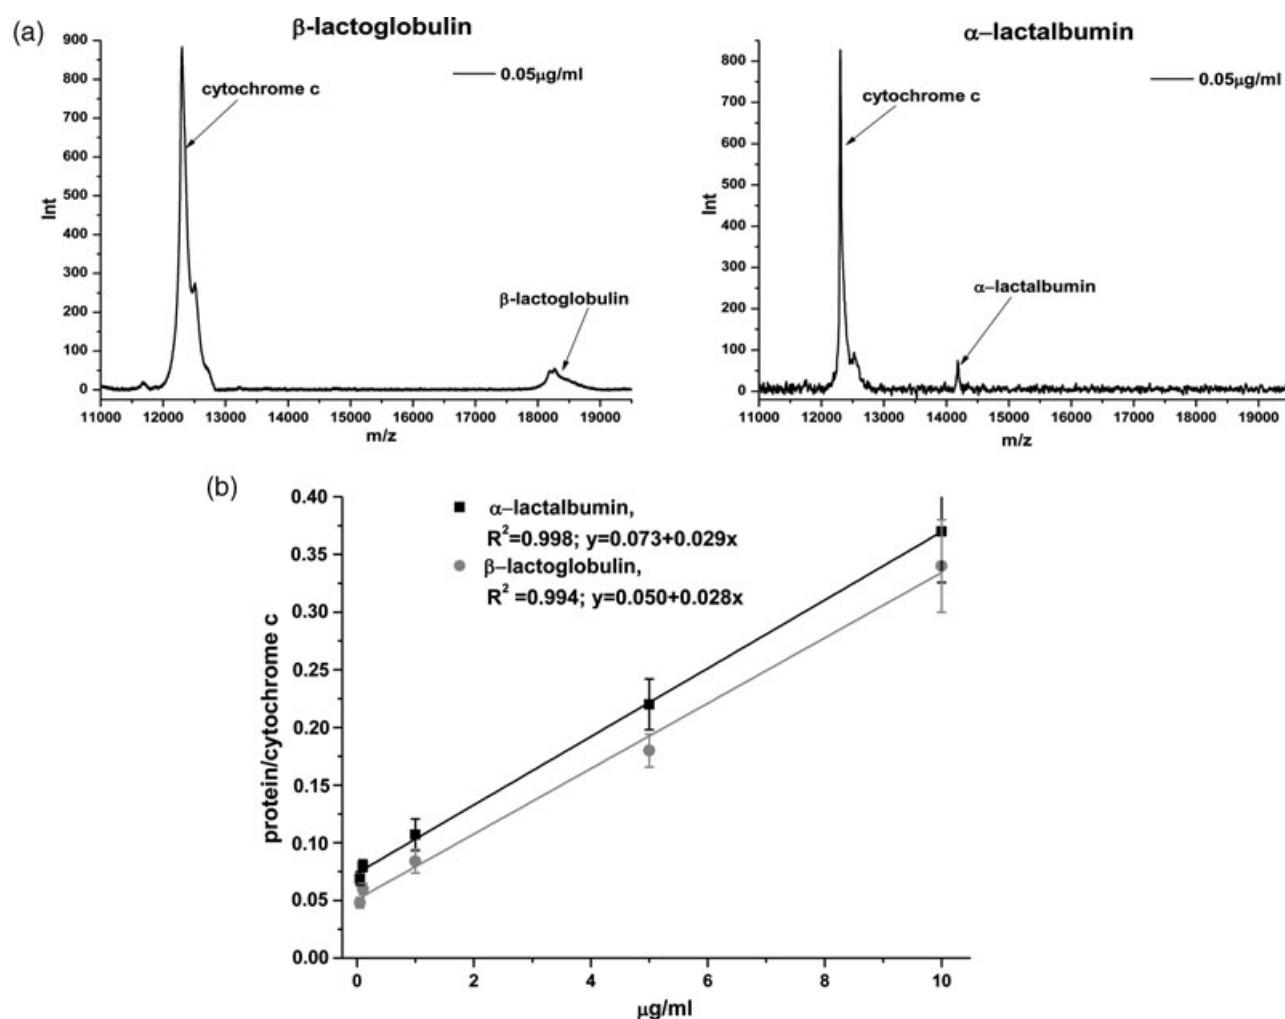 (a)
β-lactoglobulin
900
800
700
600
500
400
300
200
100
0
Int
cytochrome c
0.05μg/ml
β-lactoglobulin
11000 12000 13000 14000 15000 16000 17000 18000 19000
m/z
α–lactalbumin
800
700
600
500
400
300
200
100
0
Int
cytochrome c
0.05μg/ml
α–lactalbumin
11000 12000 13000 14000 15000 16000 17000 18000 19000
m/z
(b)
0.40
0.35
0.30
0.25
0.20
0.15
0.10
0.05
0.00
protein/cytochrome c
α–lactalbumin,
R²=0.998; y=0.073+0.029x
β–lactoglobulin,
R² =0.994; y=0.050+0.028x
0 2 4 6 8 10
μg/ml